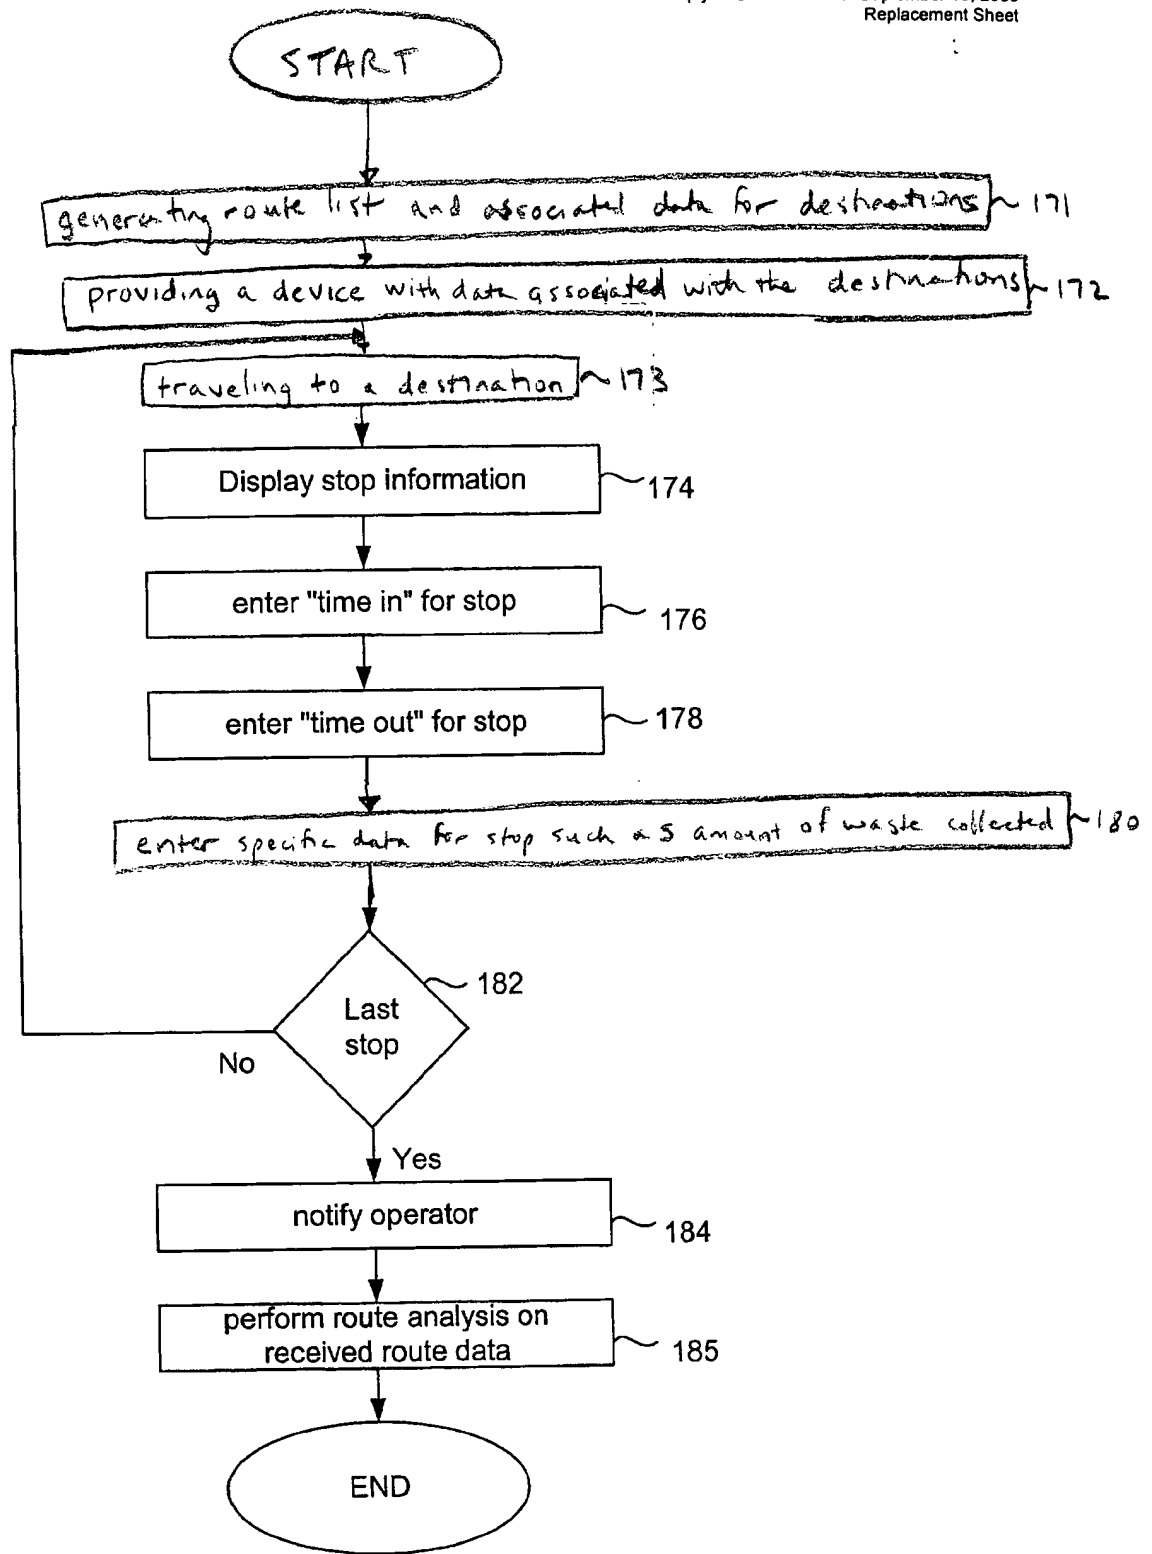 2005
Replacement Sheet
START
generating route list and associated data for destinations 171
providing a device with data associated with the destinations 172
traveling to a destination 173
Display stop information 174
enter "time in" for stop 176
enter "time out" for stop 178
enter specific data for stop such as amount of waste collected 180
182
Last
stop
No
Yes
notify operator 184
perform route analysis on
received route data 185
END